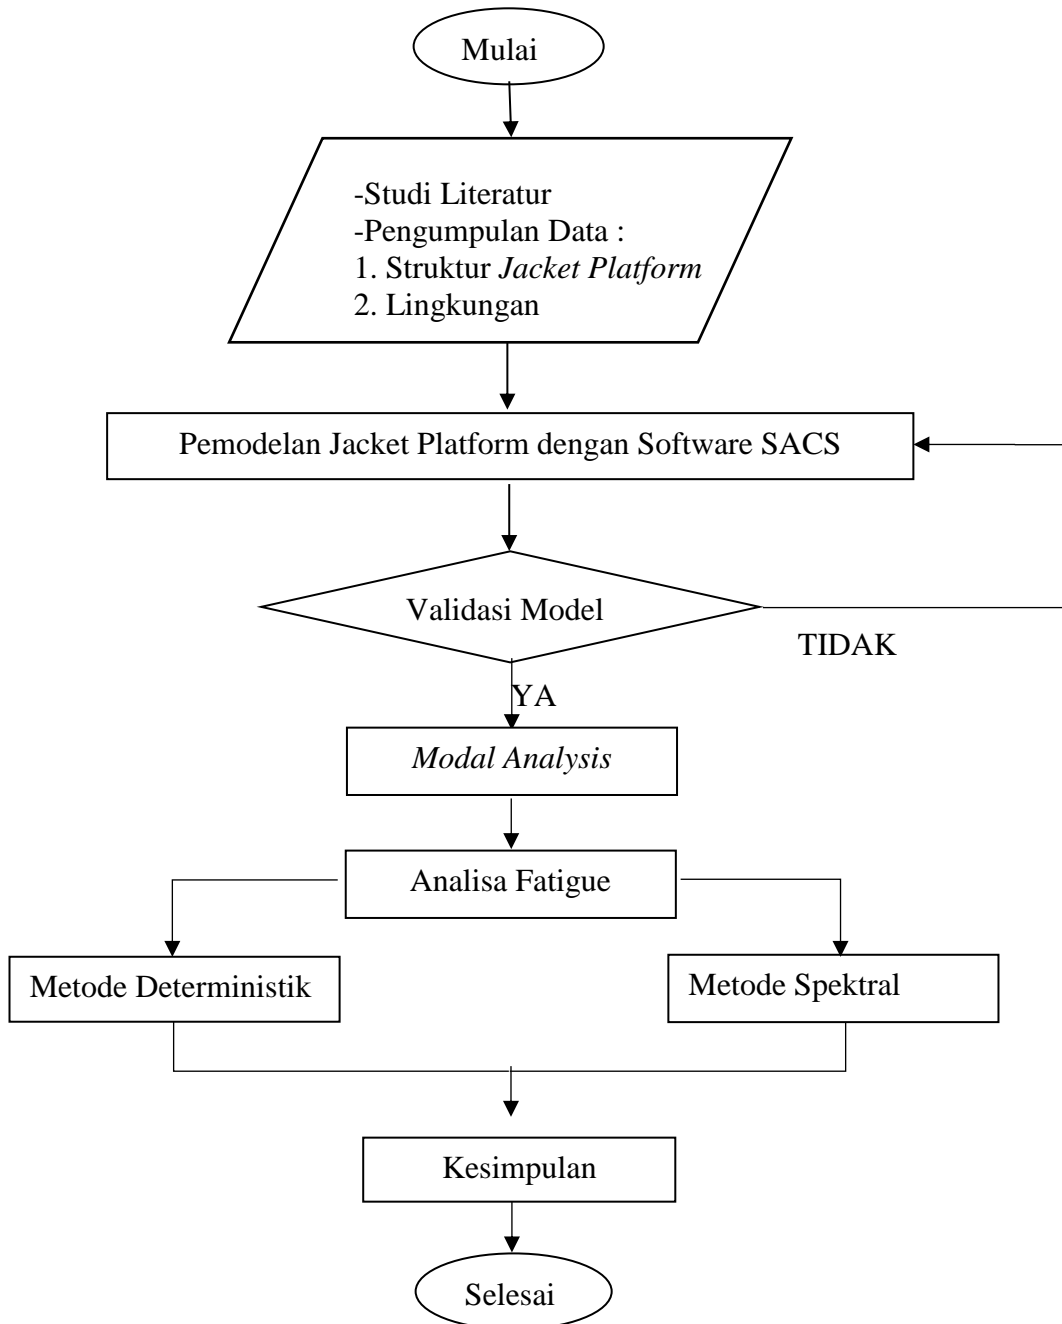 Mulai
-Studi Literatur
-Pengumpulan Data :
1. Struktur Jacket Platform
2. Lingkungan
Pemodelan Jacket Platform dengan Software SACS
Validasi Model
TIDAK
YA
Modal Analysis
Analisa Fatigue
Metode Deterministik
Metode Spektral
Kesimpulan
Selesai